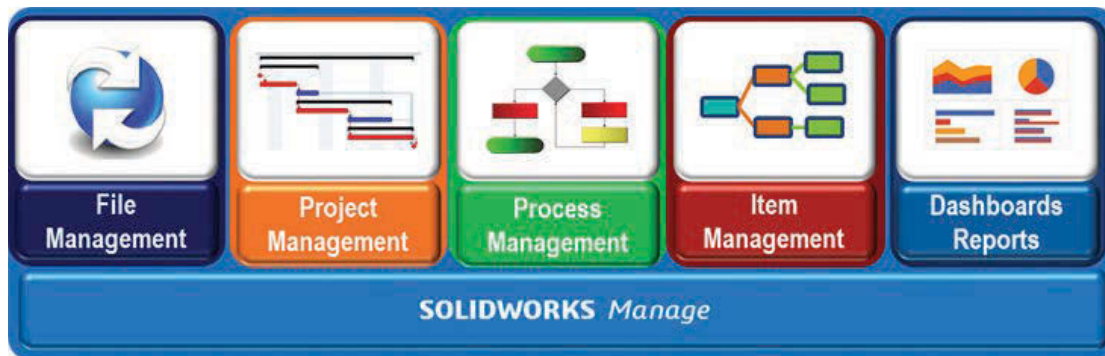 File
Management
Project
Management
Process
Management
Item
Management
Dashboards
Reports
SOLIDWORKS Manage